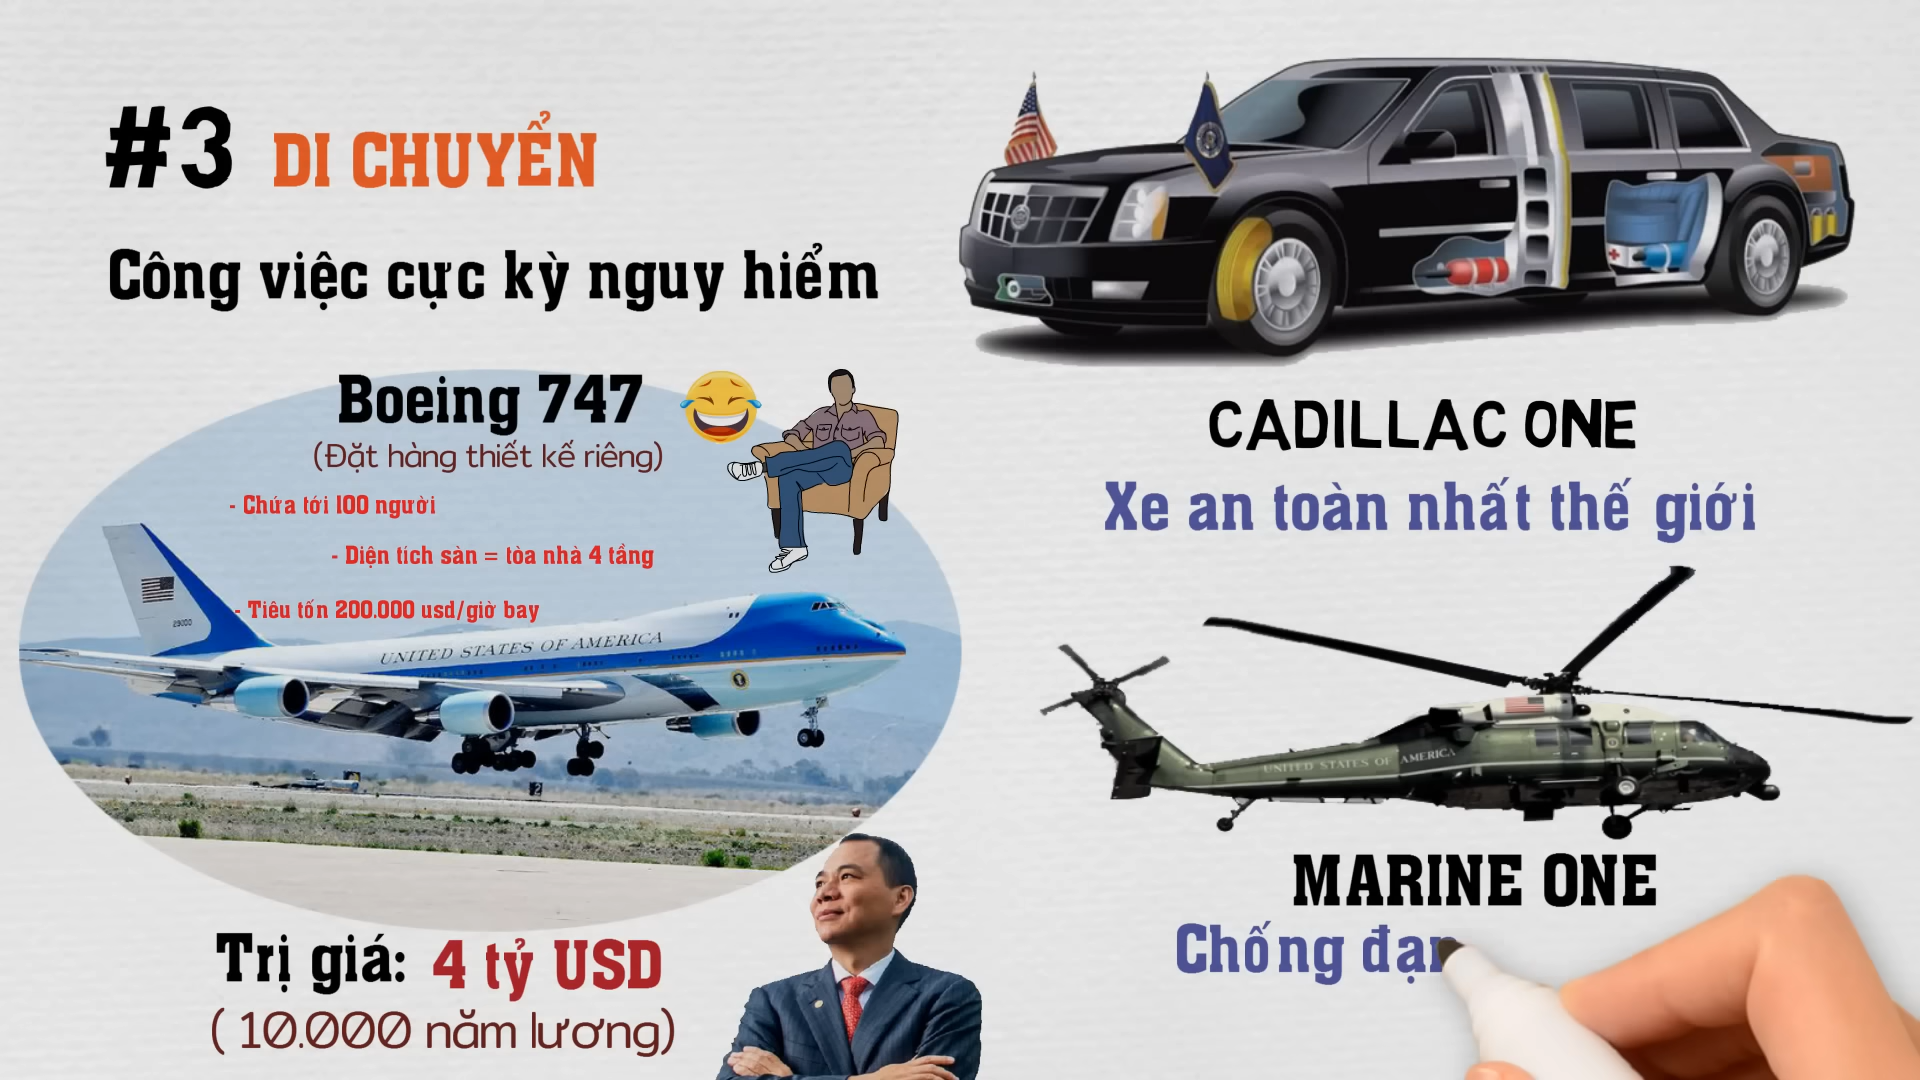 #3 DI CHUYỂN
Công việc cực kỳ nguy hiểm
Boeing 747
(Đặt hàng thiết kế riêng)
- Chứa tới 100 người
- Diện tích sàn = tòa nhà 4 tầng
- Tiêu tốn 200.000 usd/giờ bay
UNITED STATES OF AMERICA
29000
2
Trị giá: 4 tỷ USD
( 10.000 năm lương)
CADILLAC ONE
Xe an toàn nhất thế giới
UNITED STATES OF AMERICA
MARINE ONE
Chống đạn